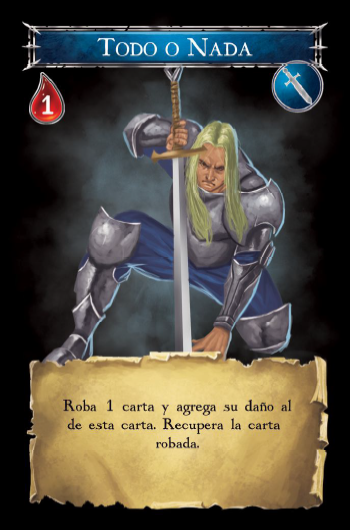 Todo o Nada
1
Roba 1 carta y agrega su daño al
de esta carta. Recupera la carta
robada.